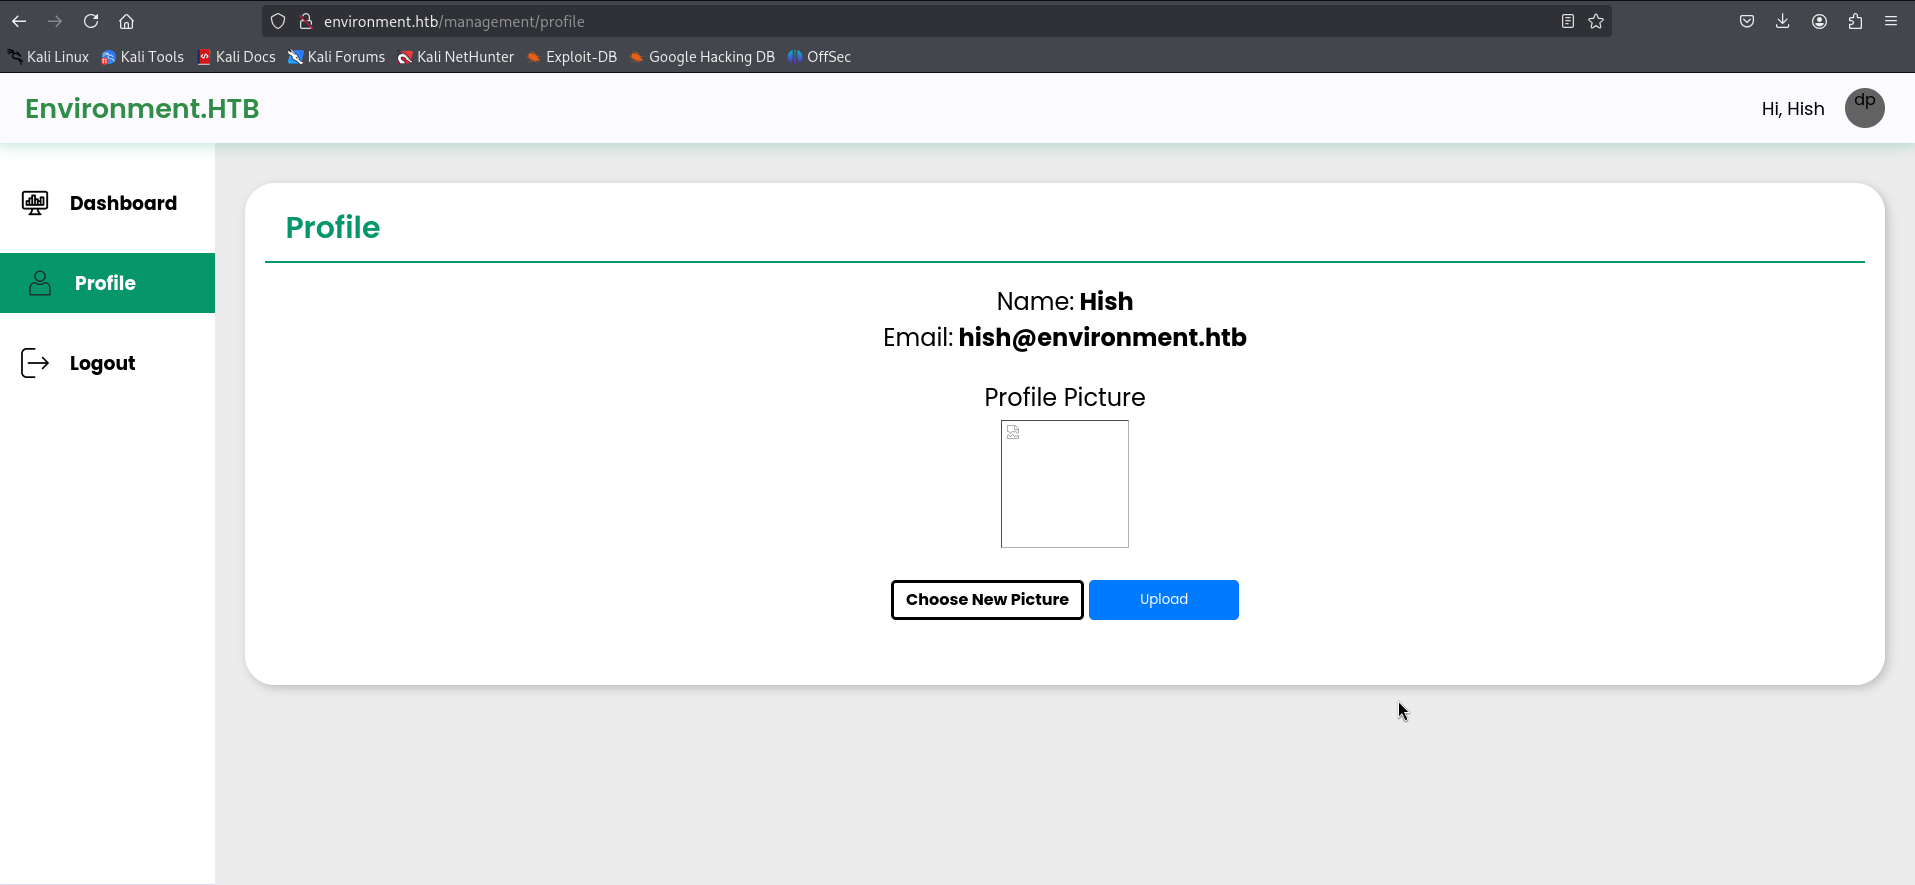 environment.htb/management/profile
Kali Linux Kali Tools Kali Docs Kali Forums Kali NetHunter Exploit-DB Google Hacking DB OffSec
Environment.HTB
Hi, Hish dp
Dashboard
Profile
Logout
Profile
Name: Hish
Email: hish@environment.htb
Profile Picture
Choose New Picture Upload